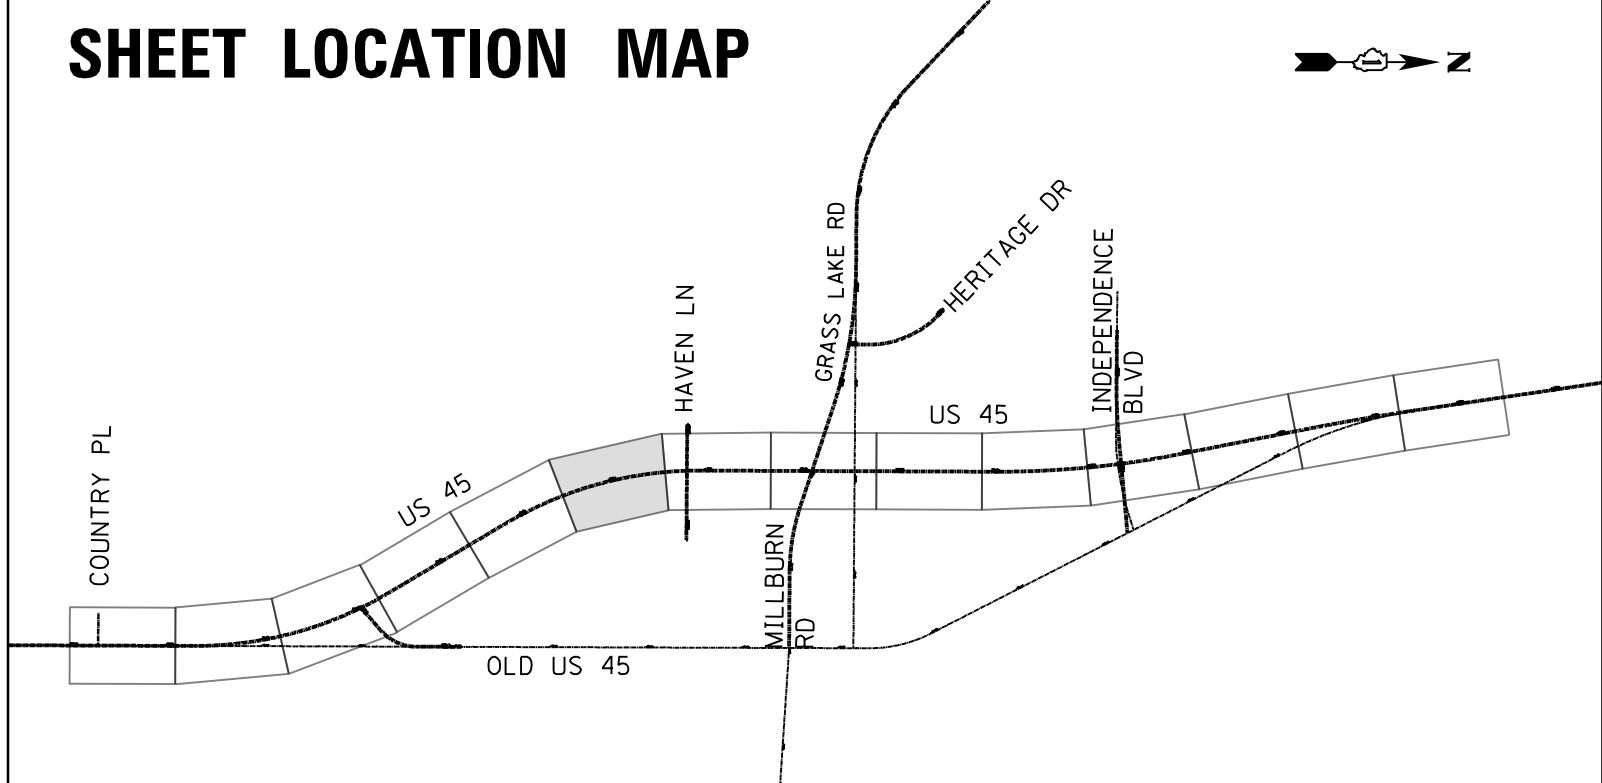 SHEET LOCATION MAP
N
HERITAGE DR
GRASS LAKE RD
INDEPENDENCE
BLVD
HAVEN LN
US 45
COUNTRY PL
US 45
MILLBURN
RD
OLD US 45